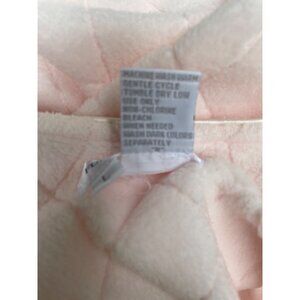 MACHINE WASH WARM
GENTLE CYCLE
TUMBLE DRY LOW
USE ONLY
NON-CHLORINE
BLEACH
WHEN NEEDED
WASH DARK COLORS
SEPARATELY